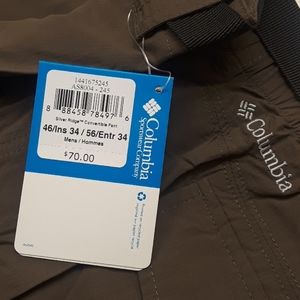 1441675245
AS8004 - 245
8 88458 78497 6
Silver Ridge™ Convertible Pant
46/Ins 34 / 56/Entr 34
Mens / Hommes
$70.00
Columbia
Sportswear Company
Columbia